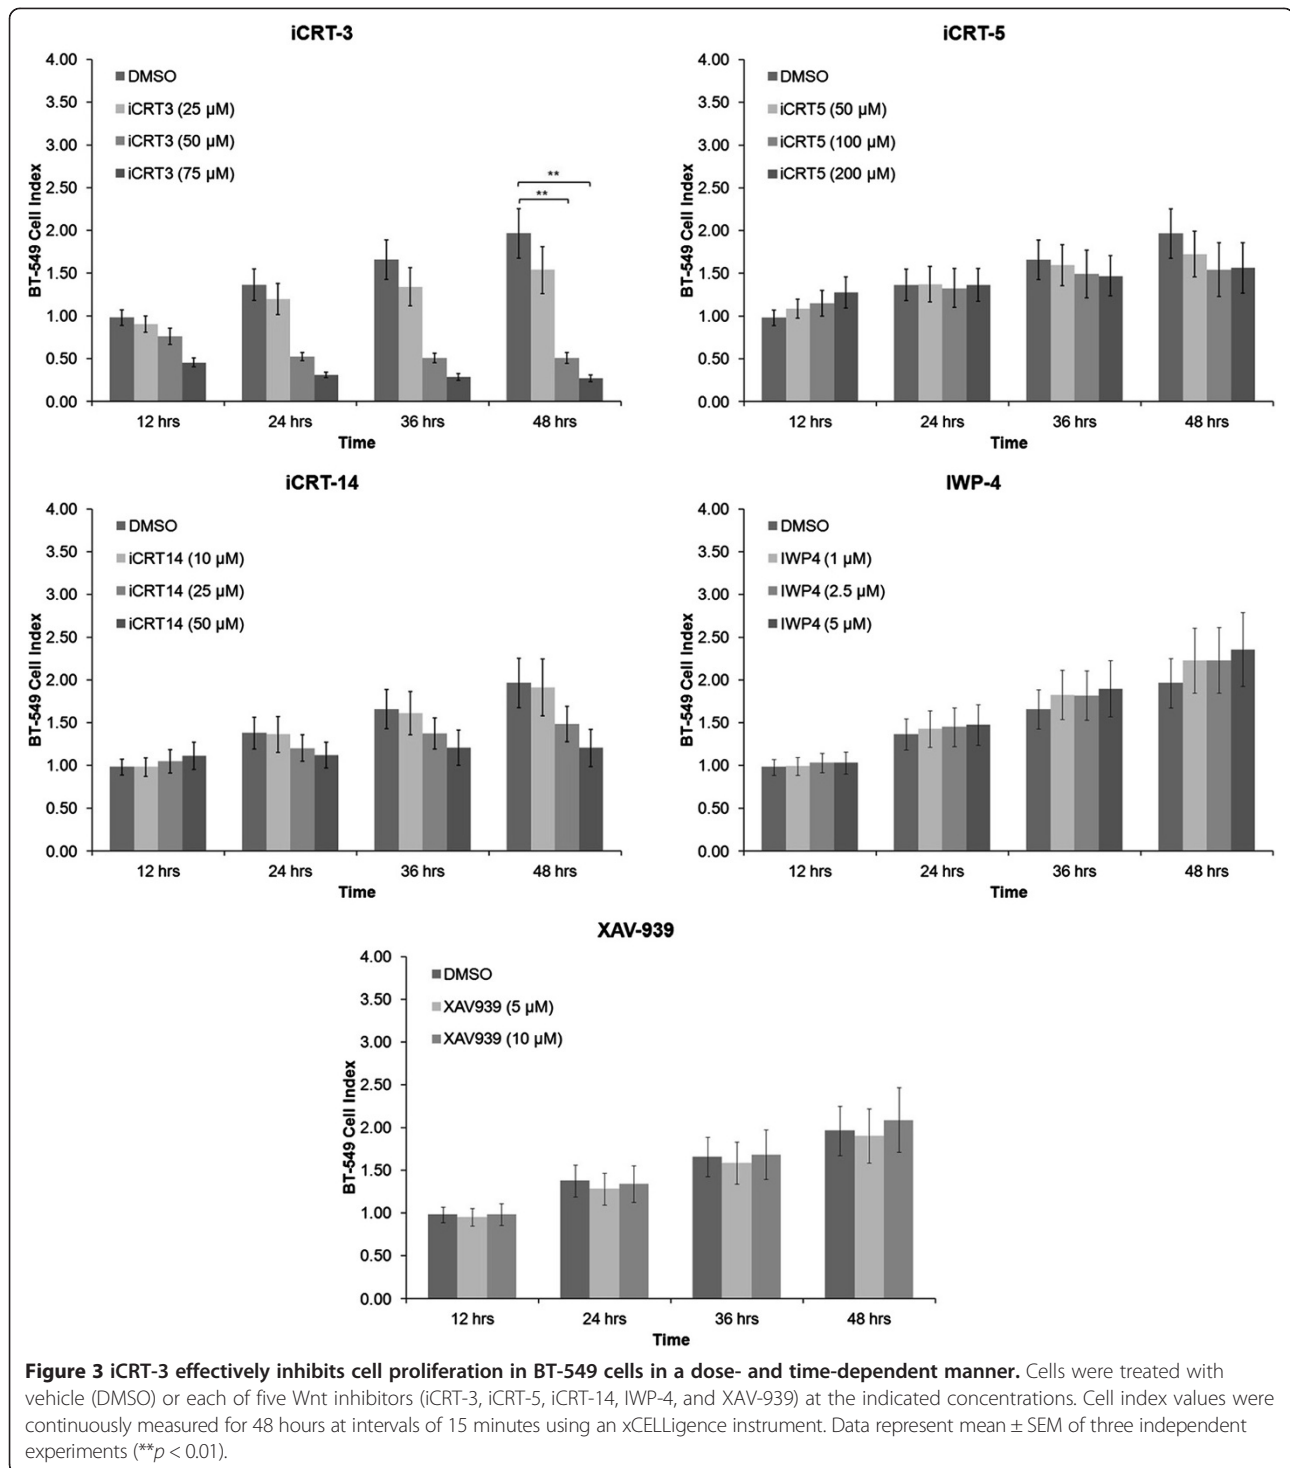 iCRT-3
4.00
3.50
3.00
2.50
2.00
1.50
1.00
0.50
0.00
BT-549 Cell Index
DMSO
iCRT3 (25 µM)
iCRT3 (50 µM)
iCRT3 (75 µM)
**
**
12 hrs
24 hrs
36 hrs
48 hrs
Time
iCRT-5
4.00
3.50
3.00
2.50
2.00
1.50
1.00
0.50
0.00
BT-549 Cell Index
DMSO
iCRT5 (50 µM)
iCRT5 (100 µM)
iCRT5 (200 µM)
12 hrs
24 hrs
36 hrs
48 hrs
Time
iCRT-14
4.00
3.50
3.00
2.50
2.00
1.50
1.00
0.50
0.00
BT-549 Cell Index
DMSO
iCRT14 (10 µM)
iCRT14 (25 µM)
iCRT14 (50 µM)
12 hrs
24 hrs
36 hrs
48 hrs
Time
IWP-4
4.00
3.50
3.00
2.50
2.00
1.50
1.00
0.50
0.00
BT-549 Cell Index
DMSO
IWP4 (1 µM)
IWP4 (2.5 µM)
IWP4 (5 µM)
12 hrs
24 hrs
36 hrs
48 hrs
Time
XAV-939
4.00
3.50
3.00
2.50
2.00
1.50
1.00
0.50
0.00
BT-549 Cell Index
DMSO
XAV939 (5 µM)
XAV939 (10 µM)
12 hrs
24 hrs
36 hrs
48 hrs
Time
Figure 3 iCRT-3 effectively inhibits cell proliferation in BT-549 cells in a dose- and time-dependent manner. Cells were treated with
vehicle (DMSO) or each of five Wnt inhibitors (iCRT-3, iCRT-5, iCRT-14, IWP-4, and XAV-939) at the indicated concentrations. Cell index values were
continuously measured for 48 hours at intervals of 15 minutes using an xCELLigence instrument. Data represent mean ± SEM of three independent
experiments (**p < 0.01).